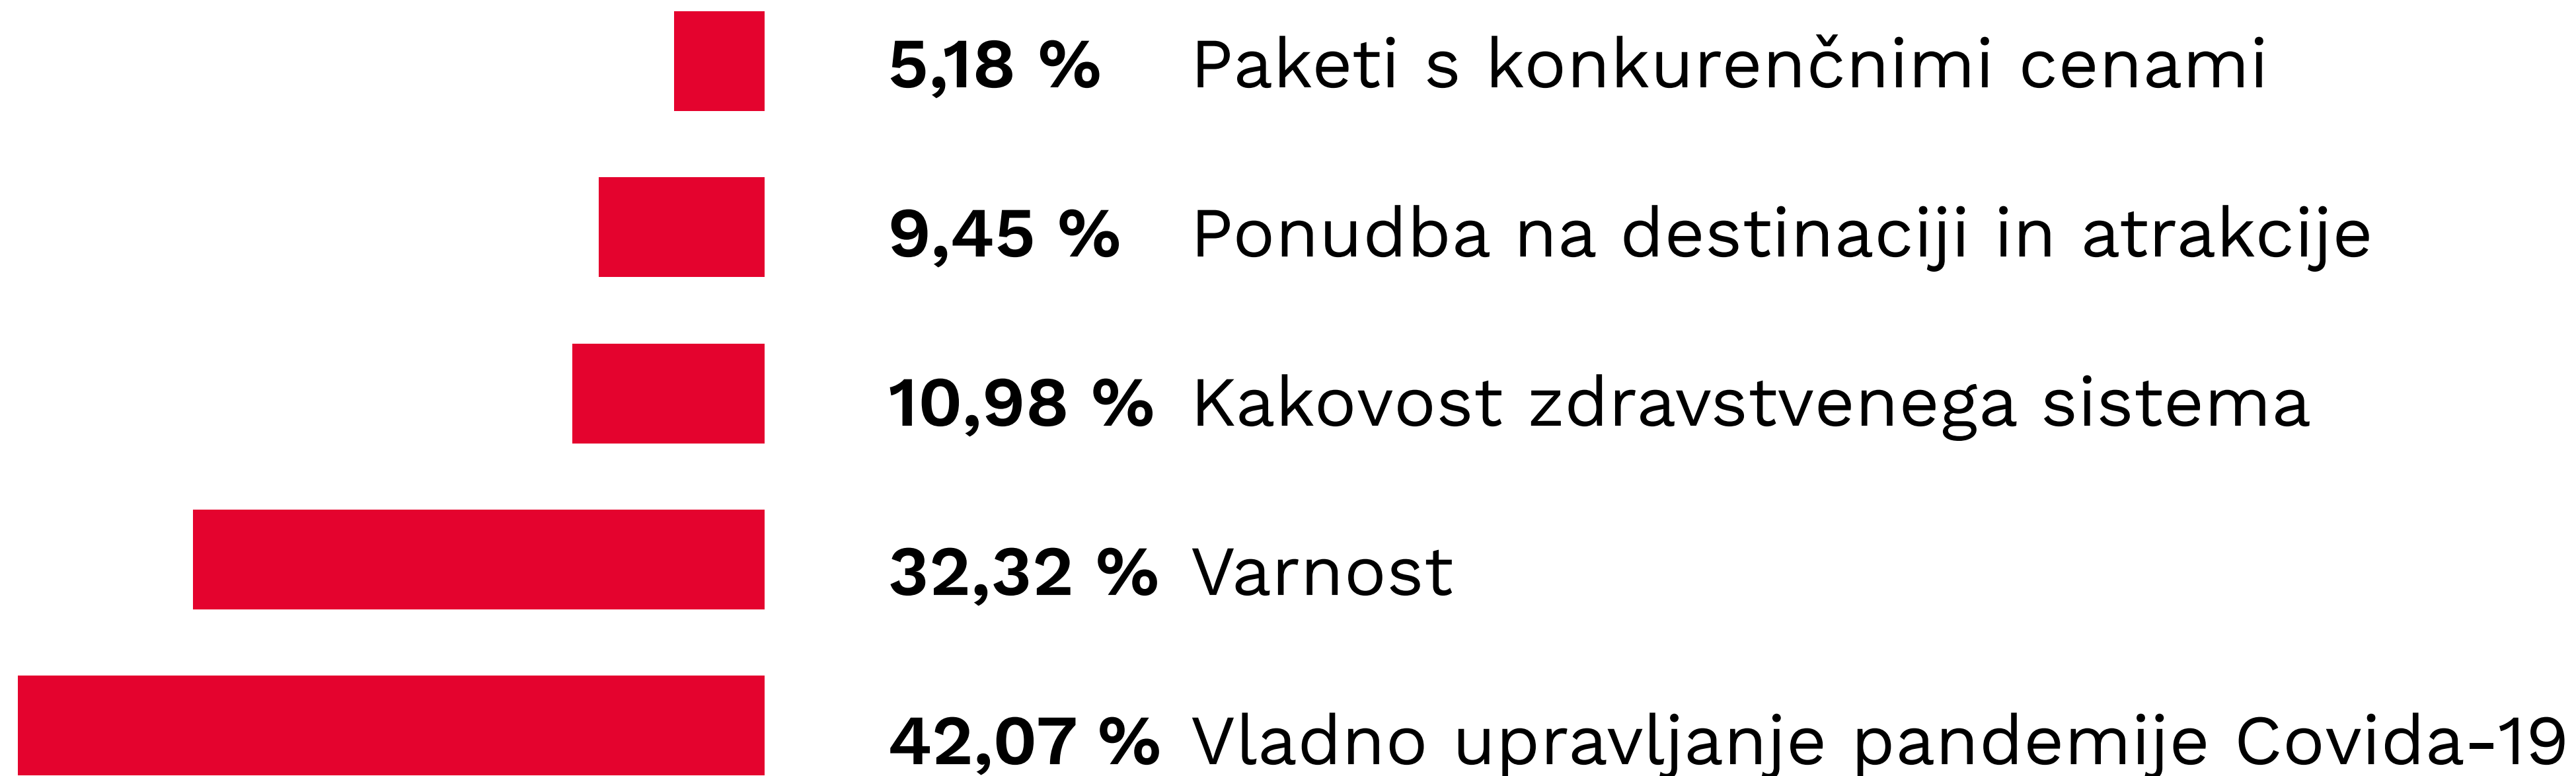 5,18 % Paketi s konkurenčnimi cenami
9,45 % Ponudba na destinaciji in atrakcije
10,98 % Kakovost zdravstvenega sistema
32,32 % Varnost
42,07 % Vladno upravljanje pandemije Covida-19